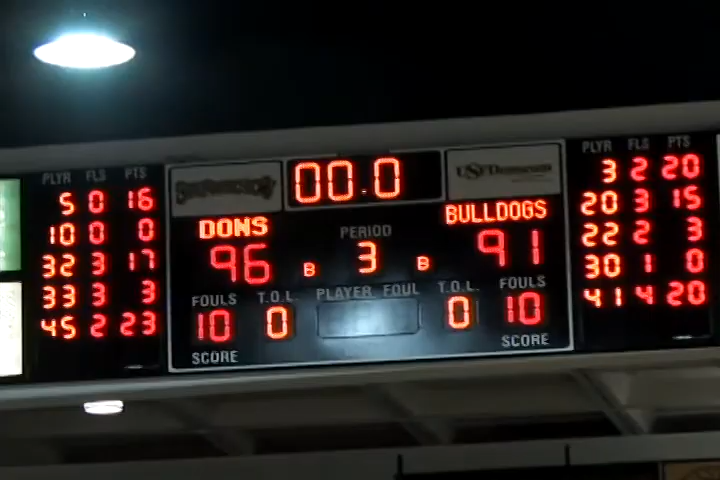 PLYR FLS PTS
5 0 16
10 0 0
32 3 17
33 3 3
45 2 23
00.0
DONS
96
PERIOD
B 3 B
BULLDOGS
91
FOULS T.O.L. PLAYER FOUL T.O.L. FOULS
10 0 0 10
SCORE SCORE
PLYR FLS PTS
3 2 20
20 3 15
22 2 3
30 1 0
41 4 20